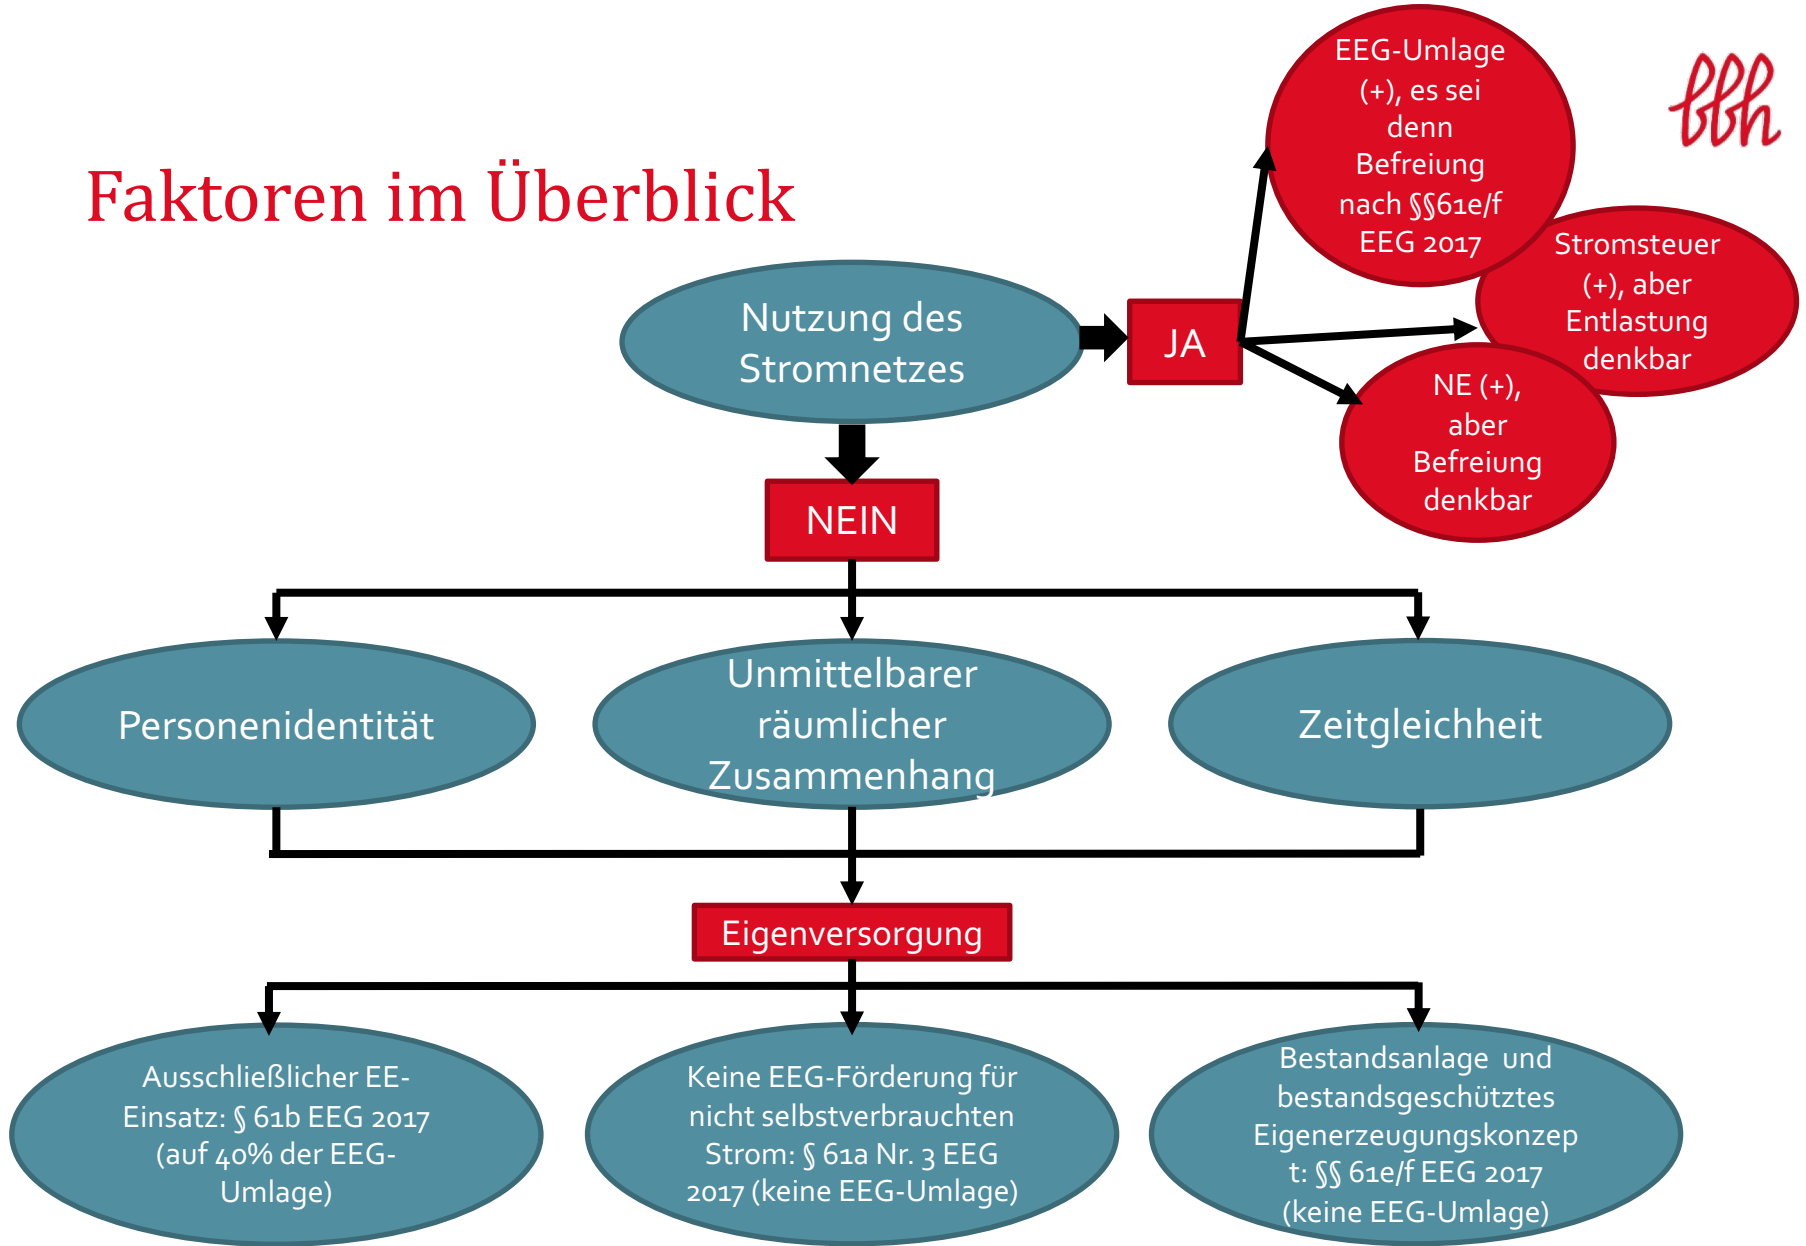 EEG-Umlage
(+), es sei
denn
Befreiung
nach §§61e/f
EEG 2017
bbh
Faktoren im Überblick
Stromsteuer
(+), aber
Entlastung
denkbar
Nutzung des
Stromnetzes
JA
NE (+),
aber
Befreiung
denkbar
NEIN
Personenidentität
Unmittelbarer
räumlicher
Zusammenhang
Zeitgleichheit
Eigenversorgung
Ausschließlicher EE-
Einsatz: § 61b EEG 2017
(auf 40% der EEG-
Umlage)
Keine EEG-Förderung für
nicht selbstverbrauchten
Strom: § 61a Nr. 3 EEG
2017 (keine EEG-Umlage)
Bestandsanlage und
bestandsgeschütztes
Eigenerzeugungskonzep
t: §§ 61e/f EEG 2017
(keine EEG-Umlage)